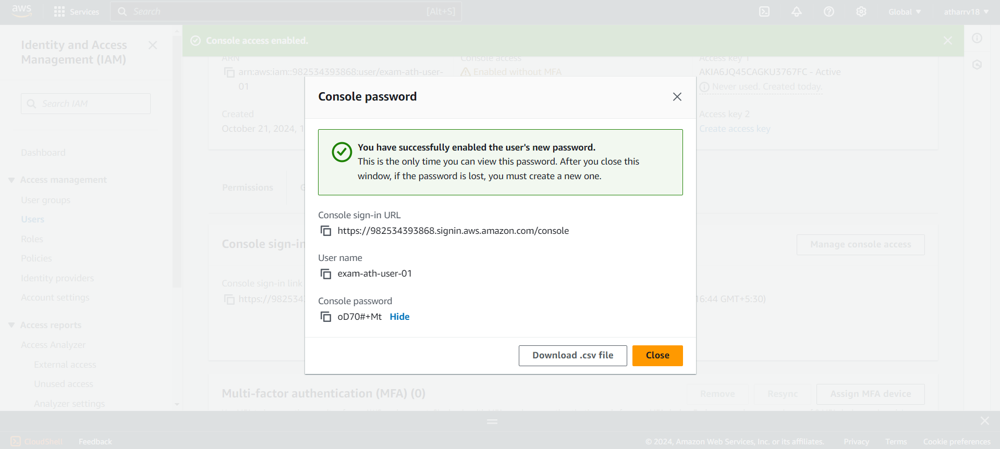 aws
Services
Search
[Alt+S]
Global
atharrv18
Identity and Access
Management (IAM)
Search IAM
Dashboard
Access management
User groups
Users
Roles
Policies
Identity providers
Account settings
Access reports
Access Analyzer
External access
Unused access
Analyzer settings
Console access enabled.
ARN
arn:aws:iam::982534393868:user/exam-ath-user-
01
Console access
Enabled without MFA
Access key 1
AKIA6JQ45CAGKU3767FC - Active
Never used. Created today.
Created
October 21, 2024, 1
Access key 2
Create access key
Permissions
G
Console sign-in
Manage console access
Console sign-in link
https://982534
16:44 GMT+5:30)
Console password
You have successfully enabled the user's new password.
This is the only time you can view this password. After you close this
window, if the password is lost, you must create a new one.
Console sign-in URL
https://982534393868.signin.aws.amazon.com/console
User name
exam-ath-user-01
Console password
oD70#+Mt Hide
Download .csv file
Close
Multi-factor authentication (MFA) (0)
Remove
Resync
Assign MFA device
CloudShell
Feedback
© 2024, Amazon Web Services, Inc. or its affiliates.
Privacy
Terms
Cookie preferences